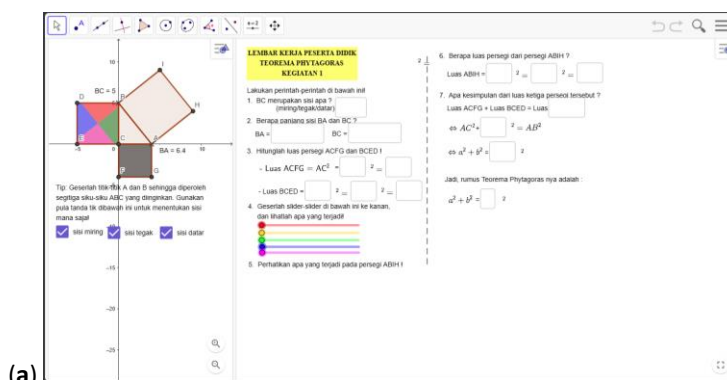 10
I
BC = 5
B
D
H
E
C
A
-5
0
10
BA = 6.4
F
G
Tip: Geserlah titik-titik A dan B sehingga diperoleh
segitiga siku-siku ABC yang diinginkan. Gunakan
pula tanda tik dibawah ini untuk menentukan sisi
mana saja!
sisi miring
sisi tegak
sisi datar
-15
-20
-25
LEMBAR KERJA PESERTA DIDIK
TEOREMA PHYTAGORAS
KEGIATAN 1
Lakukan perintah-perintah di bawah ini!
1. BC merupakan sisi apa ?
(miring/tegak/datar)
2. Berapa panjang sisi BA dan BC ?
BA =
BC =
3. Hitunglah luas persegi ACFG dan BCED !
- Luas ACFG = AC² = ² =
- Luas BCED = ² = ² =
4. Geserlah slider-slider di bawah ini ke kanan,
dan lihatlah apa yang terjadi!
5. Perhatikan apa yang terjadi pada persegi ABIH !
6. Berapa luas persegi dari persegi ABIH ?
Luas ABIH = ² = ² =
7. Apa kesimpulan dari luas ketiga persegi tersebut ?
Luas ACFG + Luas BCED = Luas
⇔ AC²+ ² = AB²
⇔ a² + b² = ²
Jadi, rumus Teorema Phytagoras nya adalah :
a² + b² = ²
(a)